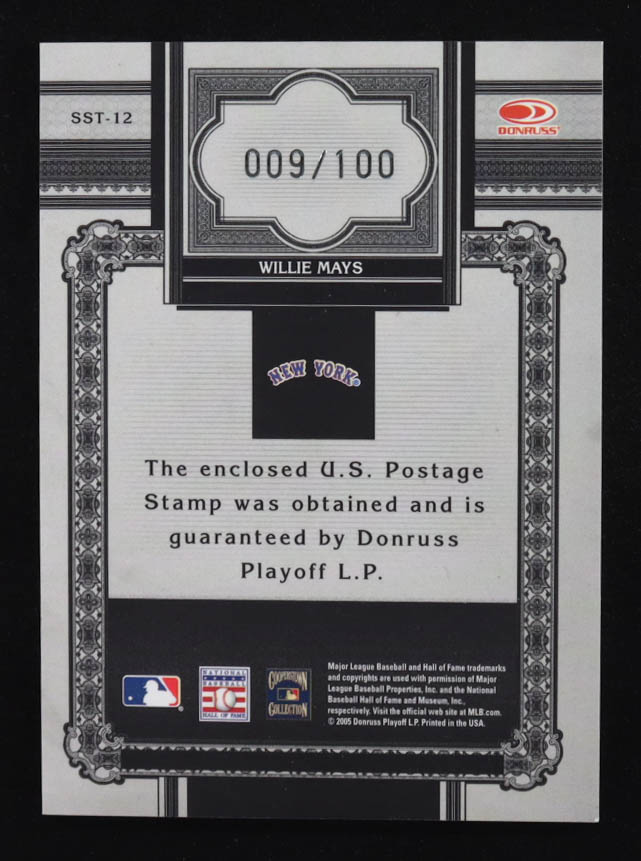 SST-12
DONRUSS
009/100
WILLIE MAYS
NEW YORK
The enclosed U.S. Postage
Stamp was obtained and is
guaranteed by Donruss
Playoff L.P.
NATIONAL
BASEBALL
HALL OF FAME
COOPERSTOWN
COLLECTION
Major League Baseball and Hall of Fame trademarks
and copyrights are used with permission of Major
League Baseball Properties, Inc. and the National
Baseball Hall of Fame and Museum, Inc.,
respectively. Visit the official web site at MLB.com.
© 2005 Donruss Playoff L.P. Printed in the USA.